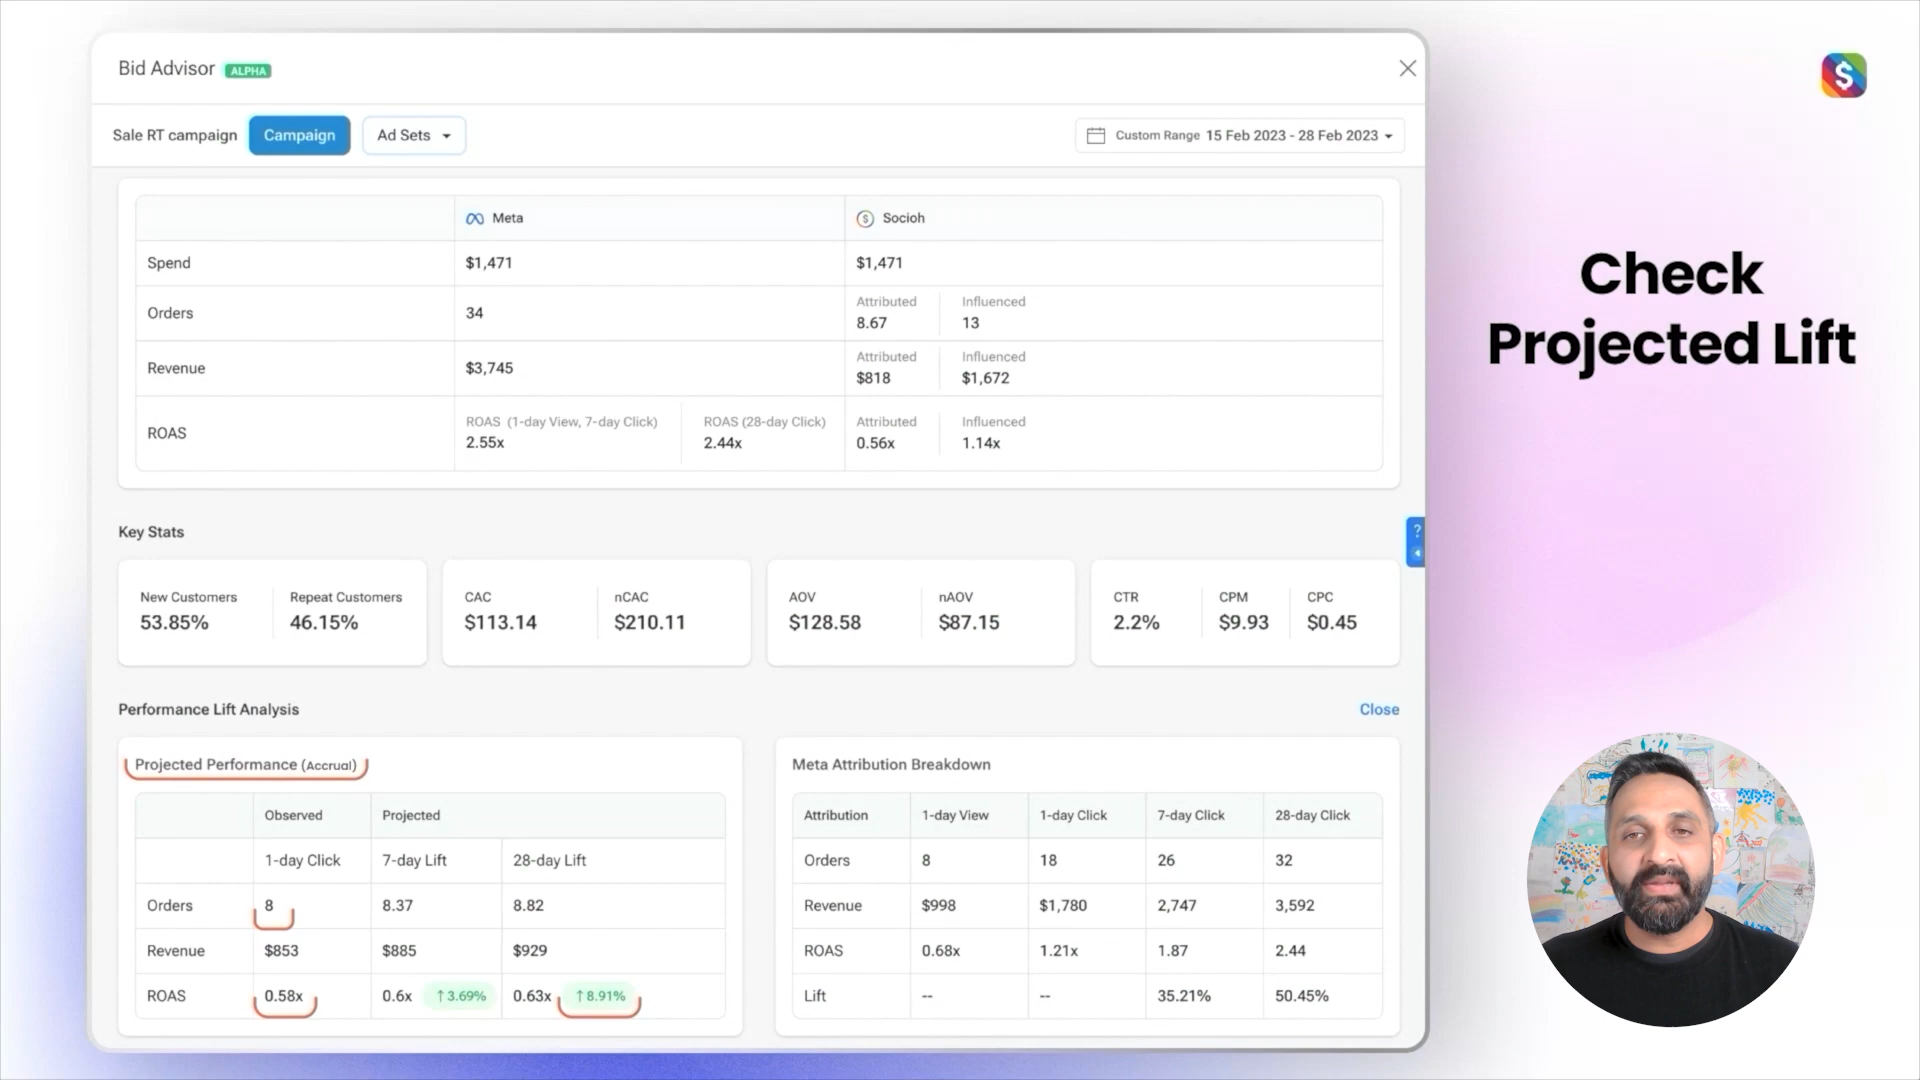 Bid Advisor ALPHA
Sale RT campaign Campaign Ad Sets Custom Range 15 Feb 2023 - 28 Feb 2023
Meta Socioh
Spend $1,471 $1,471
Orders 34 Attributed 8.67 Influenced 13
Revenue $3,745 Attributed $818 Influenced $1,672
ROAS ROAS (1-day View, 7-day Click) 2.55x ROAS (28-day Click) 2.44x Attributed 0.56x Influenced 1.14x
Check
Projected Lift
Key Stats
?
New Customers Repeat Customers CAC nCAC AOV nAOV CTR CPM CPC
53.85% 46.15% $113.14 $210.11 $128.58 $87.15 2.2% $9.93 $0.45
Performance Lift Analysis Close
Projected Performance (Accrual)
Observed Projected
1-day Click 7-day Lift 28-day Lift
Orders 8 8.37 8.82
Revenue $853 $885 $929
ROAS 0.58x 0.6x ↑3.69% 0.63x ↑8.91%
Meta Attribution Breakdown
Attribution 1-day View 1-day Click 7-day Click 28-day Click
Orders 8 18 26 32
Revenue $998 $1,780 2,747 3,592
ROAS 0.68x 1.21x 1.87 2.44
Lift -- -- 35.21% 50.45%